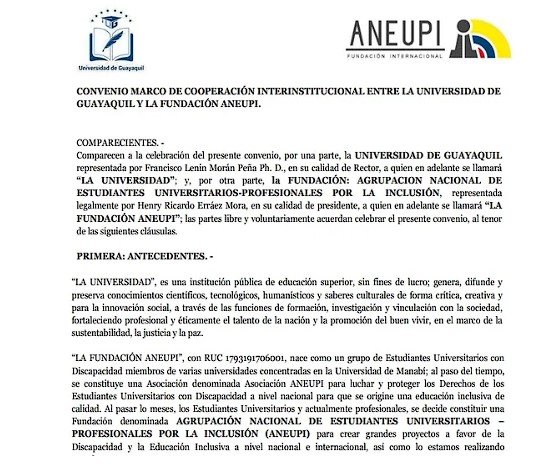 Universidad de Guayaquil
ANEUPI
FUNDACIÓN INTERNACIONAL
CONVENIO MARCO DE COOPERACIÓN INTERINSTITUCIONAL ENTRE LA UNIVERSIDAD DE
GUAYAQUIL Y LA FUNDACIÓN ANEUPI.
COMPARECIENTES. -
Comparecen a la celebración del presente convenio, por una parte, la UNIVERSIDAD DE GUAYAQUIL
representada por Francisco Lenin Morán Peña Ph. D., en su calidad de Rector, a quien en adelante se llamará
“LA UNIVERSIDAD”; y, por otra parte, la FUNDACIÓN: AGRUPACION NACIONAL DE
ESTUDIANTES UNIVERSITARIOS-PROFESIONALES POR LA INCLUSIÓN, representada
legalmente por Henry Ricardo Erráez Mora, en su calidad de presidente, a quien en adelante se llamará “LA
FUNDACIÓN ANEUPI”; las partes libre y voluntariamente acuerdan celebrar el presente convenio, al tenor
de las siguientes cláusulas.
PRIMERA: ANTECEDENTES. -
“LA UNIVERSIDAD”, es una institución pública de educación superior, sin fines de lucro; genera, difunde y
preserva conocimientos científicos, tecnológicos, humanísticos y saberes culturales de forma crítica, creativa y
para la innovación social, a través de las funciones de formación, investigación y vinculación con la sociedad,
fortaleciendo profesional y éticamente el talento de la nación y la promoción del buen vivir, en el marco de la
sustentabilidad, la justicia y la paz.
“LA FUNDACIÓN ANEUPI”, con RUC 1793191706001, nace como un grupo de Estudiantes Universitarios con
Discapacidad miembros de varias universidades concentradas en la Universidad de Manabí; al paso del tiempo,
se constituye una Asociación denominada Asociación ANEUPI para luchar y proteger los Derechos de los
Estudiantes Universitarios con Discapacidad a nivel nacional para que se origine una educación inclusiva de
calidad. Al pasar lo meses, los Estudiantes Universitarios y actualmente profesionales, se decide constituir una
Fundación denominada AGRUPACIÓN NACIONAL DE ESTUDIANTES UNIVERSITARIOS –
PROFESIONALES POR LA INCLUSIÓN (ANEUPI) para crear grandes proyectos a favor de la
Discapacidad y la Educación Inclusiva a nivel nacional e internacional, así como lo estamos realizando